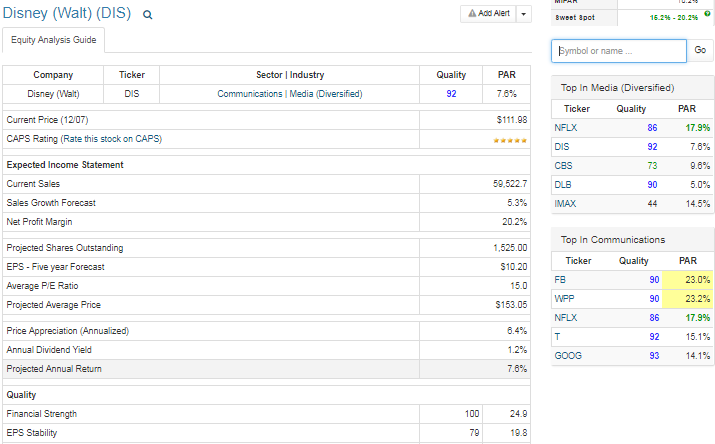 Disney (Walt) (DIS)
Add Alert
Equity Analysis Guide
Company Ticker Sector | Industry Quality PAR
Disney (Walt) DIS Communications | Media (Diversified) 92 7.6%
Current Price (12/07) $111.98
CAPS Rating (Rate this stock on CAPS)
Expected Income Statement
Current Sales 59,522.7
Sales Growth Forecast 5.3%
Net Profit Margin 20.2%
Projected Shares Outstanding 1,525.00
EPS - Five year Forecast $10.20
Average P/E Ratio 15.0
Projected Average Price $153.05
Price Appreciation (Annualized) 6.4%
Annual Dividend Yield 1.2%
Projected Annual Return 7.6%
Quality
Financial Strength 100 24.9
EPS Stability 79 19.8
Sweet Spot 16.2% - 20.2%
Symbol or name ... Go
Top In Media (Diversified)
Ticker Quality PAR
NFLX 86 17.9%
DIS 92 7.6%
CBS 73 9.6%
DLB 90 5.0%
IMAX 44 14.5%
Top In Communications
Ticker Quality PAR
FB 90 23.0%
WPP 90 23.2%
NFLX 86 17.9%
T 92 15.1%
GOOG 93 14.1%